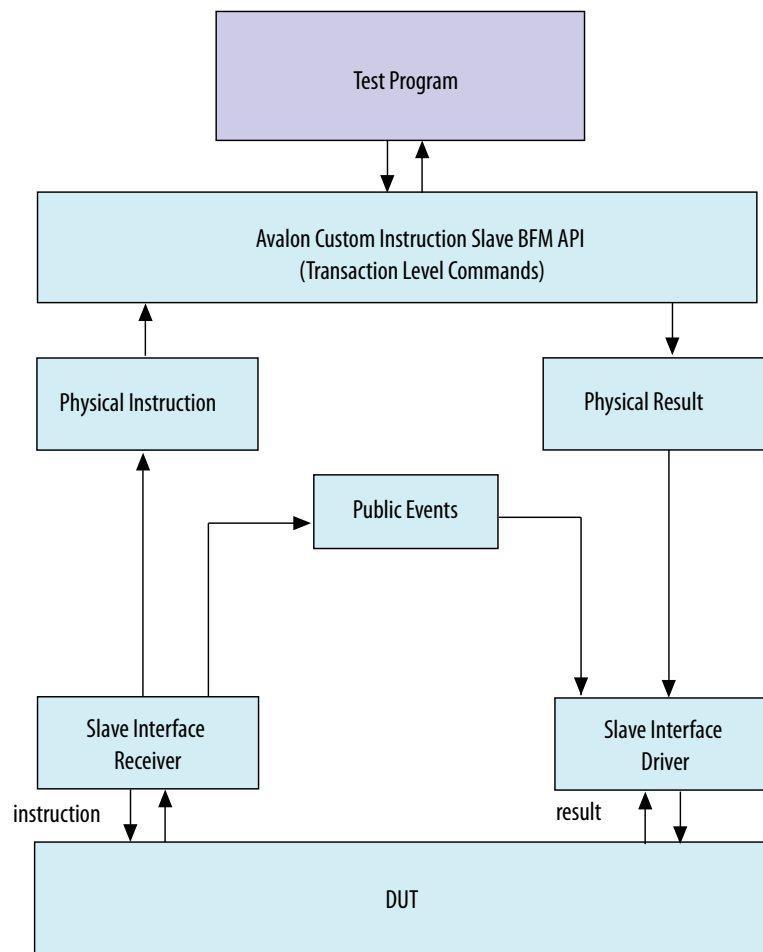 Test Program
Avalon Custom Instruction Slave BFM API
(Transaction Level Commands)
Physical Instruction
Physical Result
Public Events
Slave Interface
Receiver
Slave Interface
Driver
instruction
result
DUT